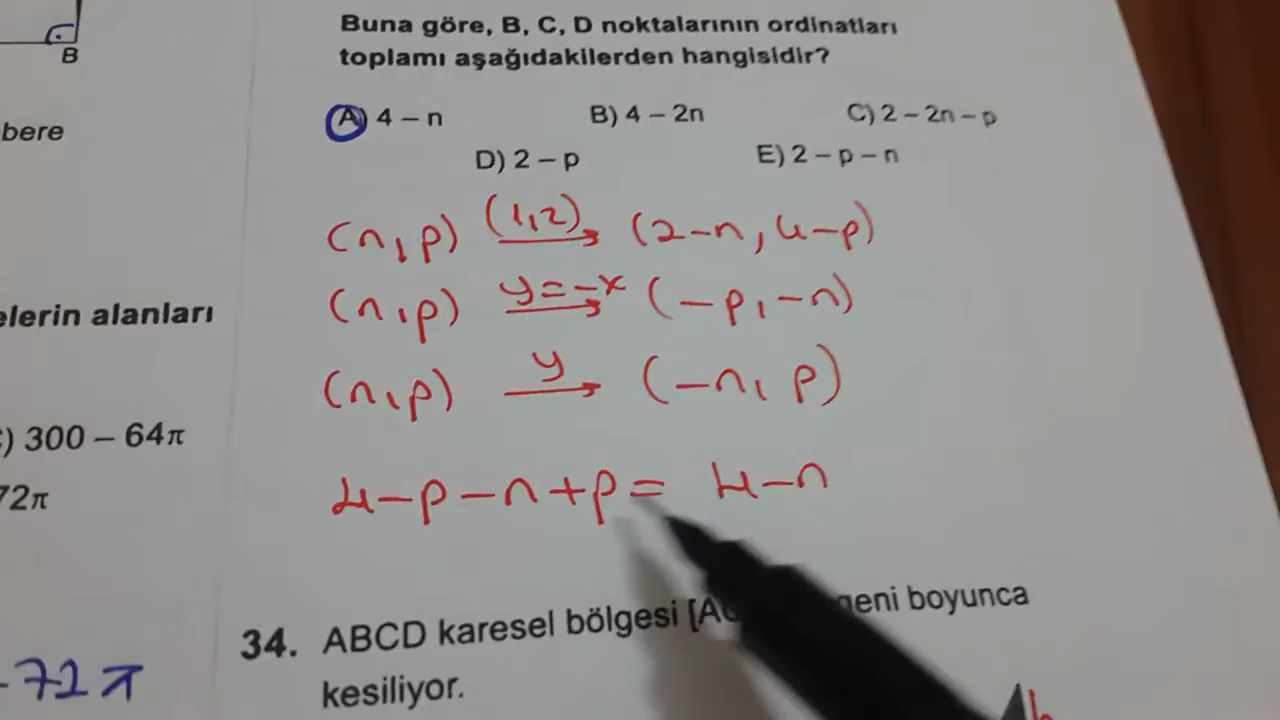 B
bere
elerin alanları
) 300 – 64π
72π
-72π
Buna göre, B, C, D noktalarının ordinatları
toplamı aşağıdakilerden hangisidir?
A) 4 – n B) 4 – 2n C) 2 – 2n – p
D) 2 – p E) 2 – p – n
(n, p) (1,2) (2-n, 4-p)
(n, p) y=-x (-p, -n)
(n, p) y (-n, p)
4-p-n+p= 4-n
34. ABCD karesel bölgesi boyunca
kesiliyor.